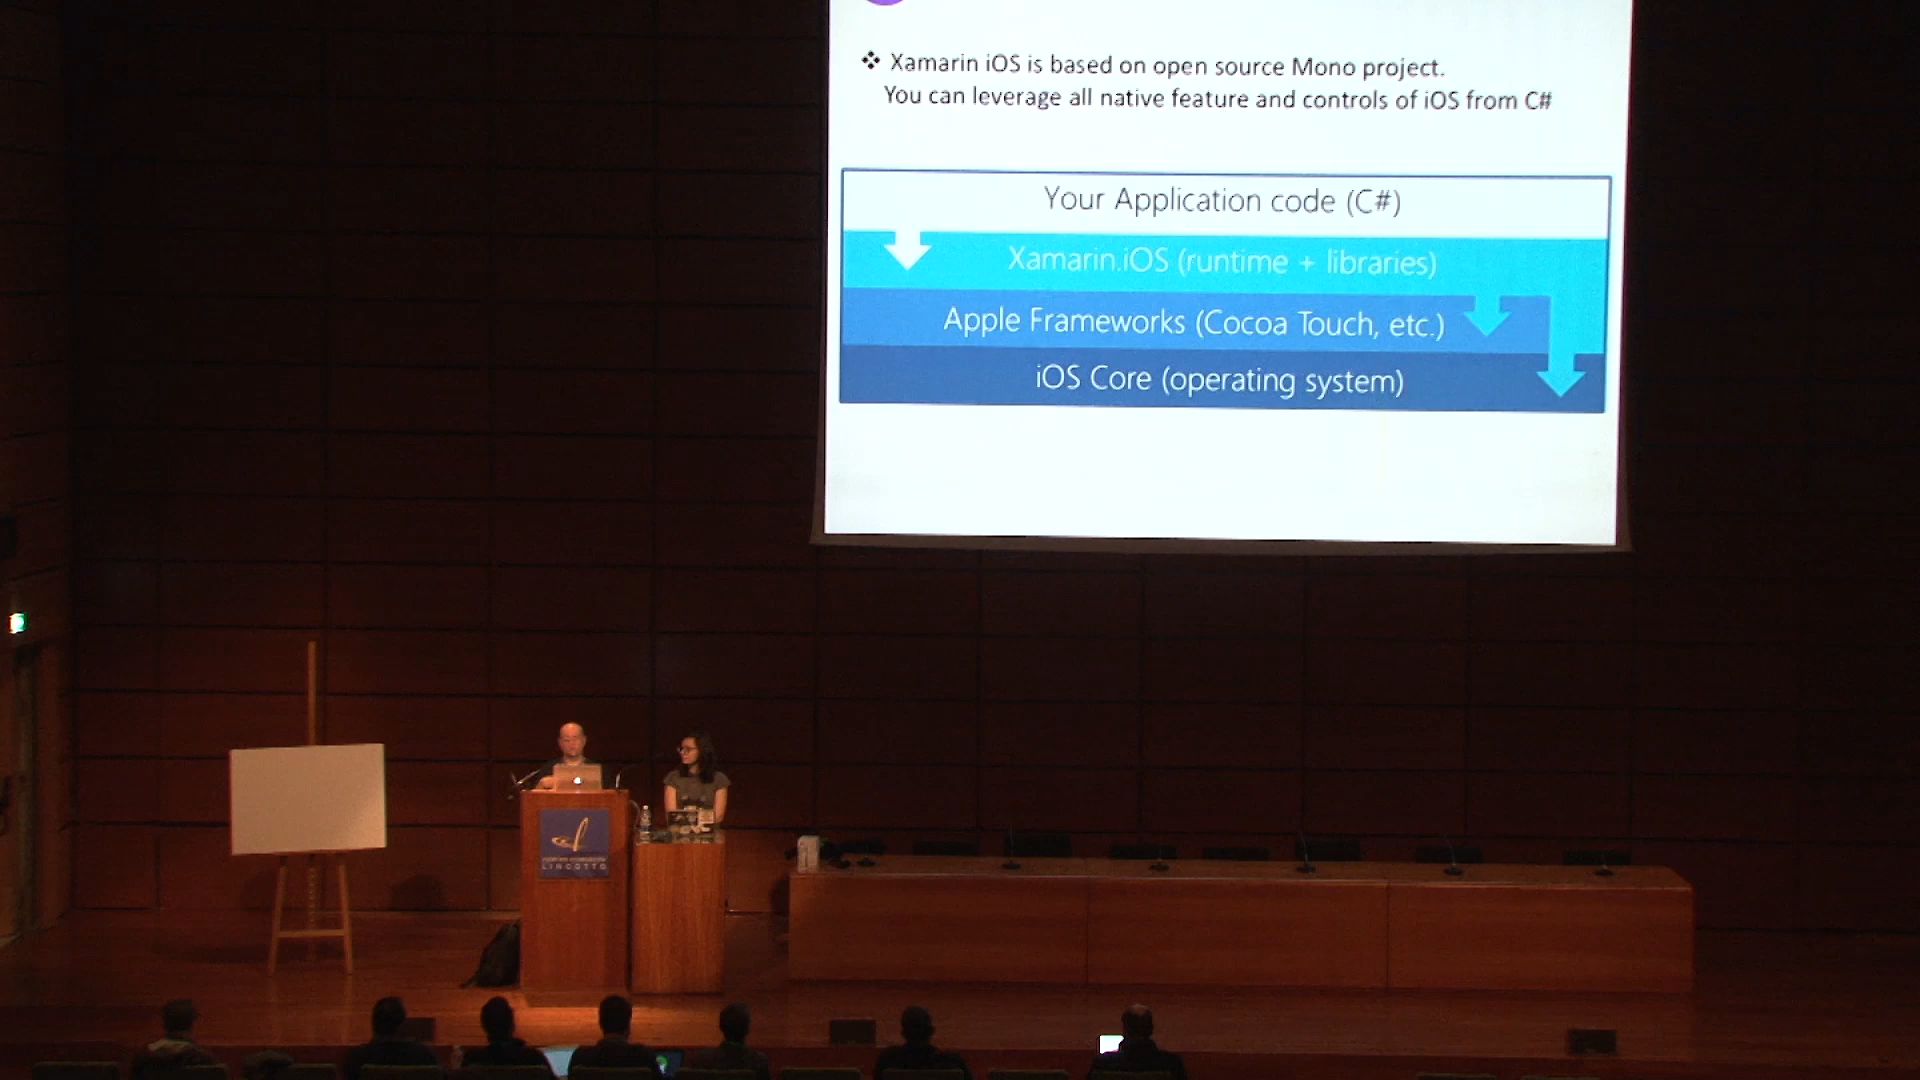 ❖ Xamarin iOS is based on open source Mono project.
You can leverage all native feature and controls of iOS from C#
Your Application code (C#)
Xamarin.iOS (runtime + libraries)
Apple Frameworks (Cocoa Touch, etc.)
iOS Core (operating system)
LINGOTTO